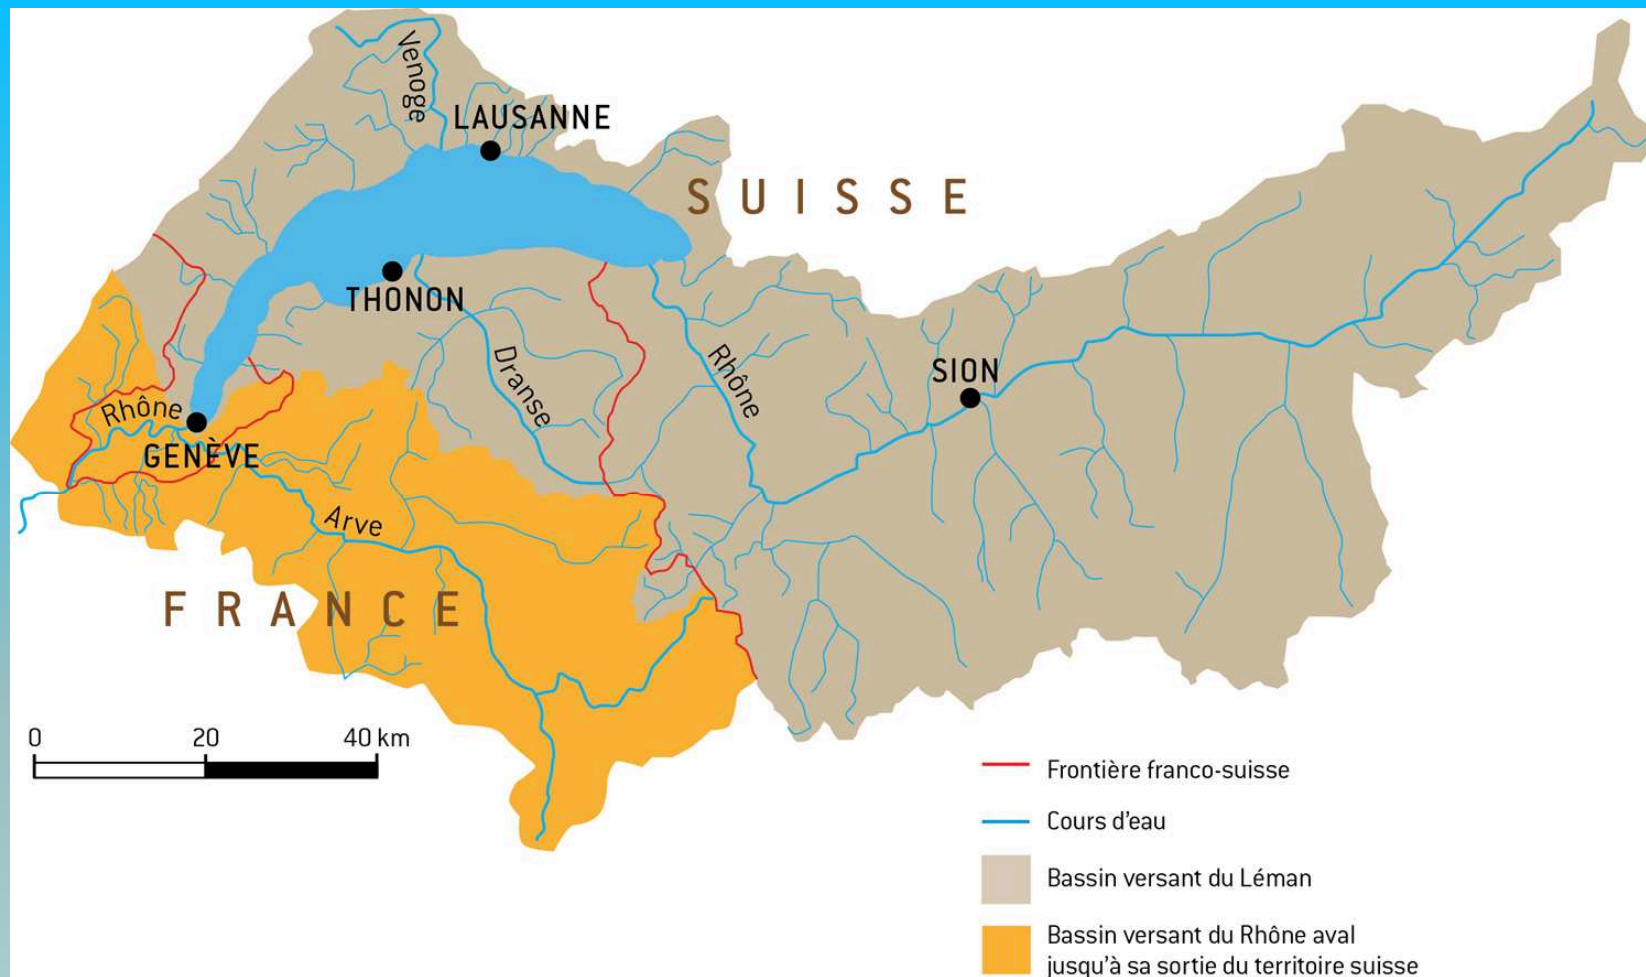 Venoge
LAUSANNE
SUISSE
THONON
Dranse
Rhône
SION
Rhône
GENÈVE
Arve
FRANCE
0 20 40 km
Frontière franco-suisse
Cours d'eau
Bassin versant du Léman
Bassin versant du Rhône aval
jusqu'à sa sortie du territoire suisse